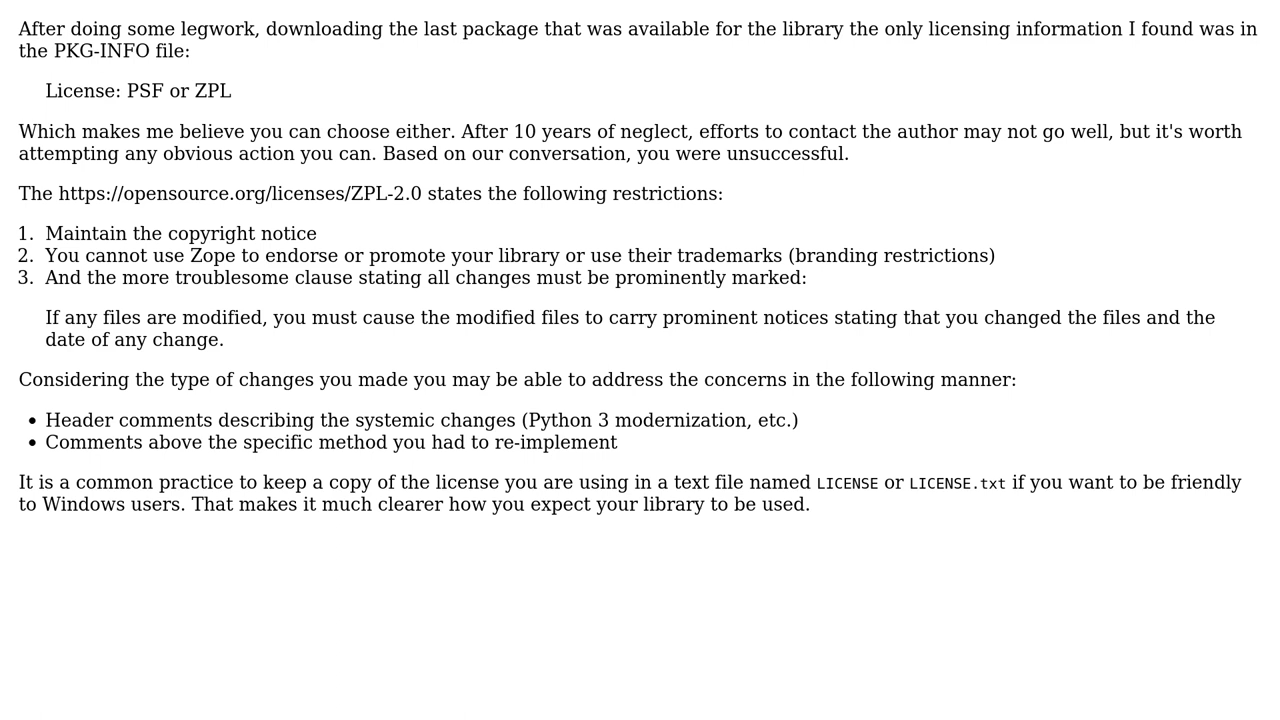 After doing some legwork, downloading the last package that was available for the library the only licensing information I found was in
the PKG-INFO file:
License: PSF or ZPL
Which makes me believe you can choose either. After 10 years of neglect, efforts to contact the author may not go well, but it's worth
attempting any obvious action you can. Based on our conversation, you were unsuccessful.
The https://opensource.org/licenses/ZPL-2.0 states the following restrictions:
1. Maintain the copyright notice
2. You cannot use Zope to endorse or promote your library or use their trademarks (branding restrictions)
3. And the more troublesome clause stating all changes must be prominently marked:
If any files are modified, you must cause the modified files to carry prominent notices stating that you changed the files and the
date of any change.
Considering the type of changes you made you may be able to address the concerns in the following manner:
• Header comments describing the systemic changes (Python 3 modernization, etc.)
• Comments above the specific method you had to re-implement
It is a common practice to keep a copy of the license you are using in a text file named LICENSE or LICENSE.txt if you want to be friendly
to Windows users. That makes it much clearer how you expect your library to be used.